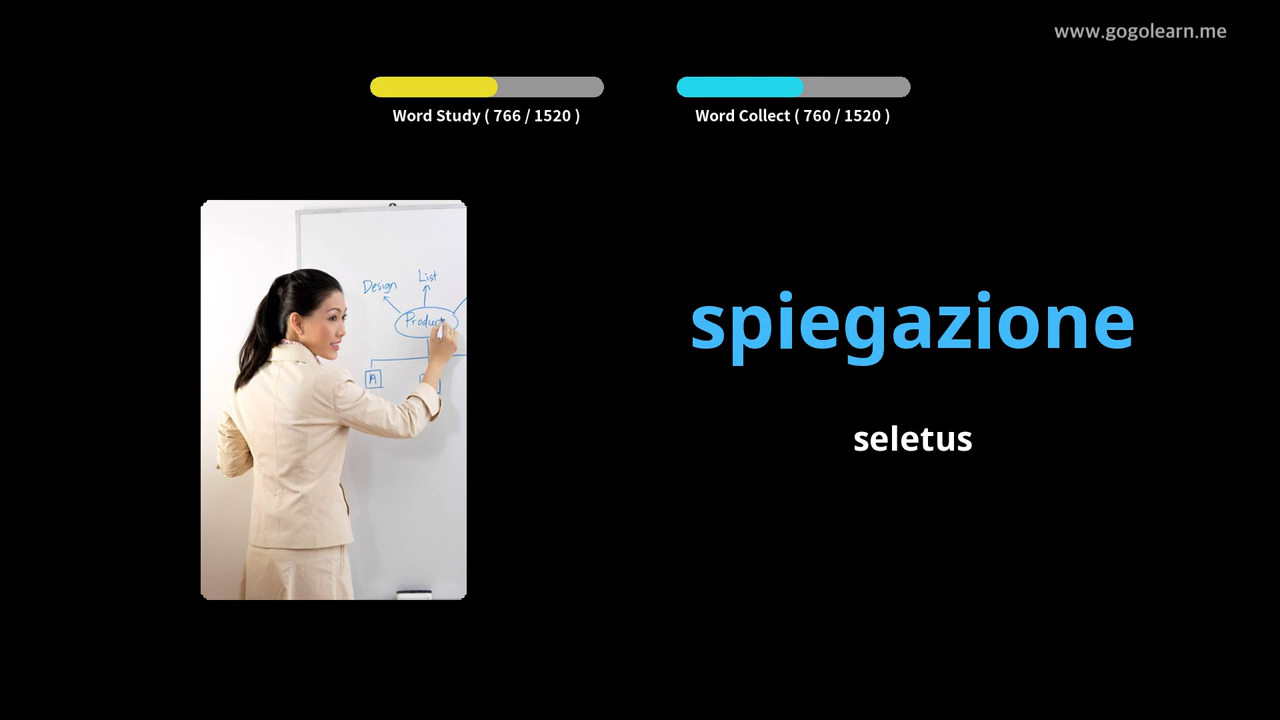 www.gogolearn.me
Word Study ( 766 / 1520 )
Word Collect ( 760 / 1520 )
List
Design
Product
A
spiegazione
seletus